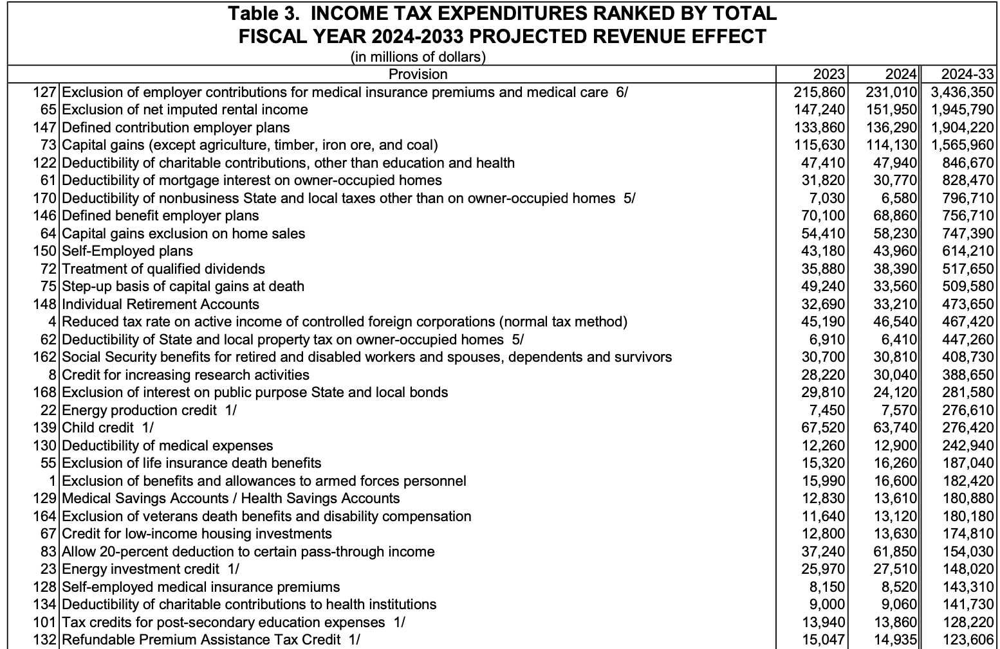 Table 3. INCOME TAX EXPENDITURES RANKED BY TOTAL
FISCAL YEAR 2024-2033 PROJECTED REVENUE EFFECT
(in millions of dollars)
Provision 2023 2024 2024-33
127 Exclusion of employer contributions for medical insurance premiums and medical care 6/ 215,860 231,010 3,436,350
65 Exclusion of net imputed rental income 147,240 151,950 1,945,790
147 Defined contribution employer plans 133,860 136,290 1,904,220
73 Capital gains (except agriculture, timber, iron ore, and coal) 115,630 114,130 1,565,960
122 Deductibility of charitable contributions, other than education and health 47,410 47,940 846,670
61 Deductibility of mortgage interest on owner-occupied homes 31,820 30,770 828,470
170 Deductibility of nonbusiness State and local taxes other than on owner-occupied homes 5/ 7,030 6,580 796,710
146 Defined benefit employer plans 70,100 68,860 756,710
64 Capital gains exclusion on home sales 54,410 58,230 747,390
150 Self-Employed plans 43,180 43,960 614,210
72 Treatment of qualified dividends 35,880 38,390 517,650
75 Step-up basis of capital gains at death 49,240 33,560 509,580
148 Individual Retirement Accounts 32,690 33,210 473,650
4 Reduced tax rate on active income of controlled foreign corporations (normal tax method) 45,190 46,540 467,420
62 Deductibility of State and local property tax on owner-occupied homes 5/ 6,910 6,410 447,260
162 Social Security benefits for retired and disabled workers and spouses, dependents and survivors 30,700 30,810 408,730
8 Credit for increasing research activities 28,220 30,040 388,650
168 Exclusion of interest on public purpose State and local bonds 29,810 24,120 281,580
22 Energy production credit 1/ 7,450 7,570 276,610
139 Child credit 1/ 67,520 63,740 276,420
130 Deductibility of medical expenses 12,260 12,900 242,940
55 Exclusion of life insurance death benefits 15,320 16,260 187,040
1 Exclusion of benefits and allowances to armed forces personnel 15,990 16,600 182,420
129 Medical Savings Accounts / Health Savings Accounts 12,830 13,610 180,880
164 Exclusion of veterans death benefits and disability compensation 11,640 13,120 180,180
67 Credit for low-income housing investments 12,800 13,630 174,810
83 Allow 20-percent deduction to certain pass-through income 37,240 61,850 154,030
23 Energy investment credit 1/ 25,970 27,510 148,020
128 Self-employed medical insurance premiums 8,150 8,520 143,310
134 Deductibility of charitable contributions to health institutions 9,000 9,060 141,730
101 Tax credits for post-secondary education expenses 1/ 13,940 13,860 128,220
132 Refundable Premium Assistance Tax Credit 1/ 15,047 14,935 123,606